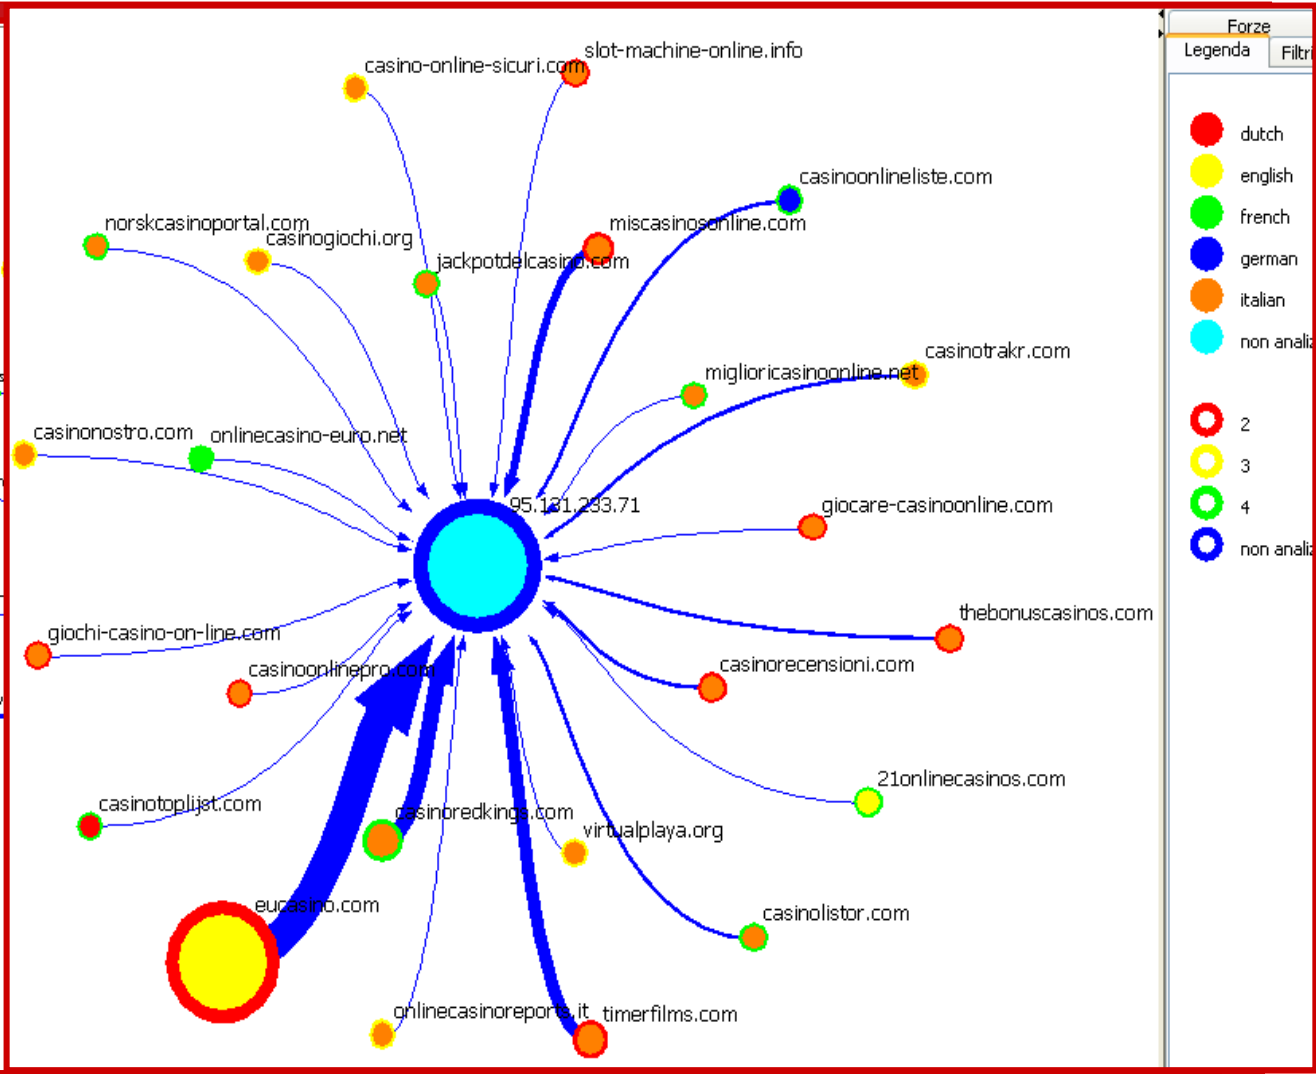 Forze
Legenda
Filtri
slot-machine-online.info
casino-online-sicuri.com
casinoonlineliste.com
norskcasinoportal.com
miscasinosonline.com
casinogiochi.org
jackpotdelcasino.com
casinotrakr.com
miglioricasinoonline.net
casinonostro.com
onlinecasino-euro.net
95.131.233.71
giocare-casinoonline.com
giochi-casino-on-line.com
thebonuscasinos.com
casinoonlinepro.com
casinorecensioni.com
21onlinecasinos.com
casinotoplijst.com
casinoredkings.com
virtualplaya.org
eucasino.com
casinolistor.com
onlinecasinoreports.it
timerfilms.com
dutch
english
french
german
italian
non analiz
2
3
4
non analiz